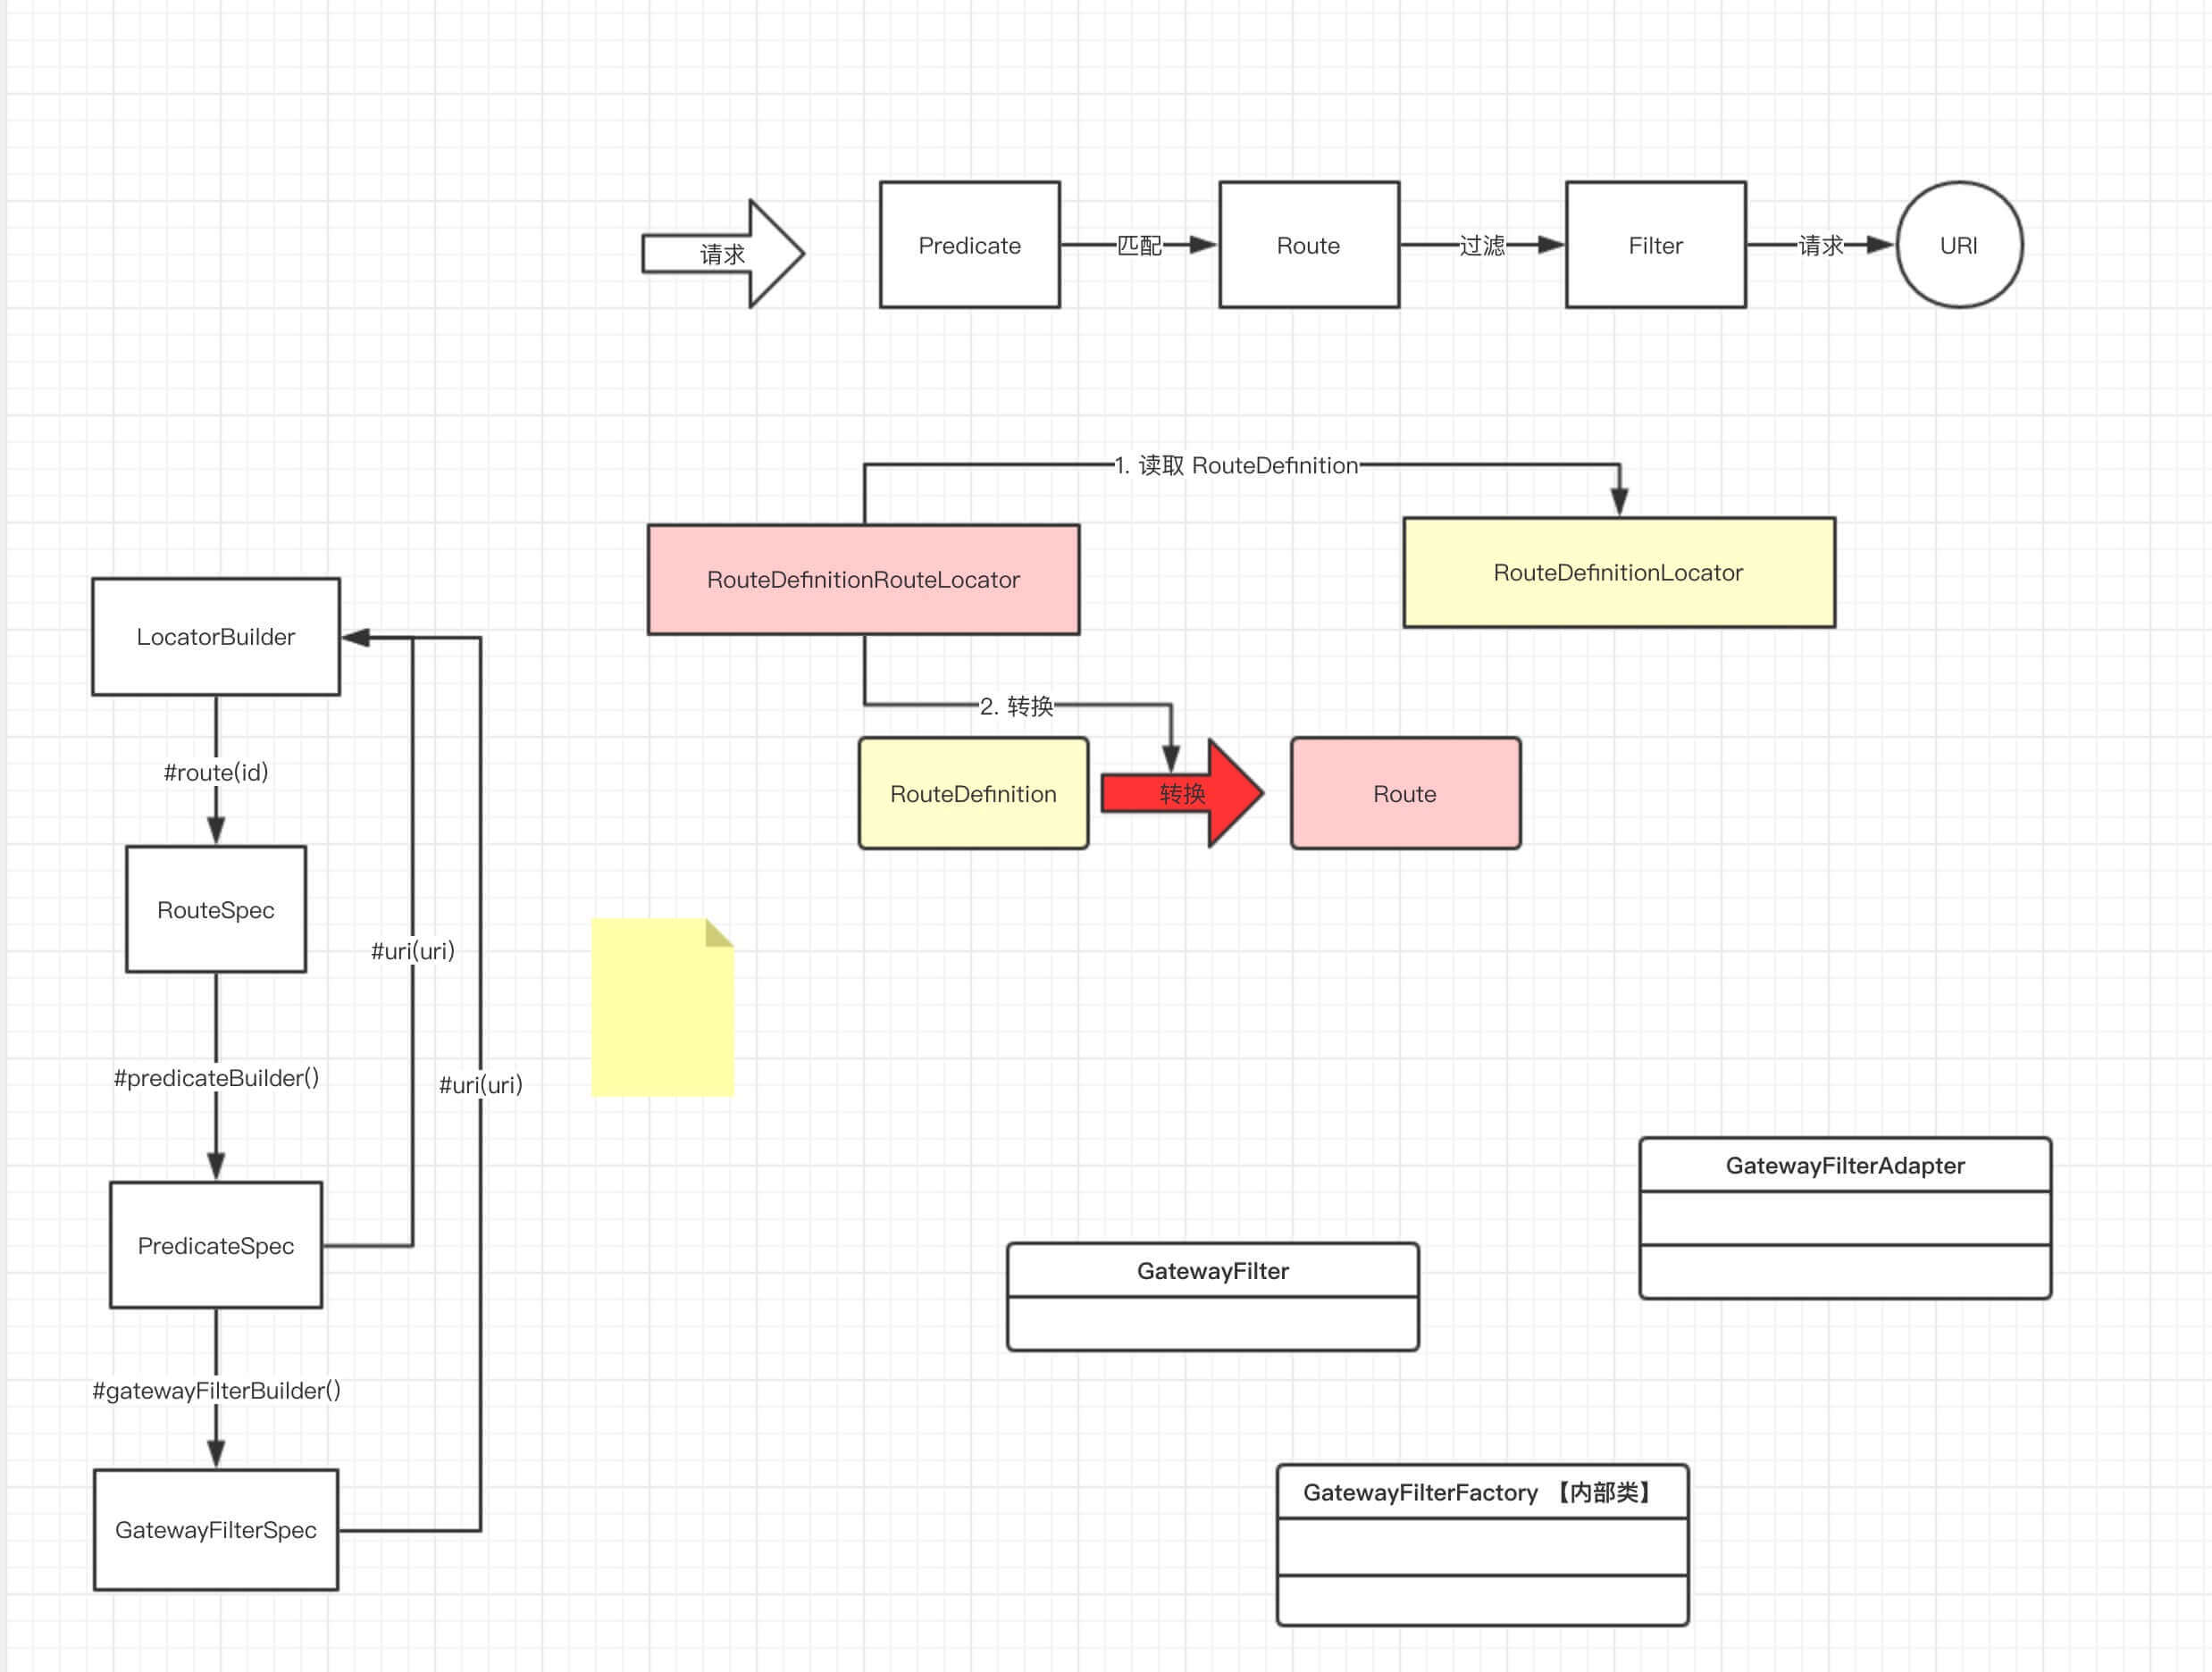 请求
Predicate
匹配
Route
过滤
Filter
请求
URI
1. 读取 RouteDefinition
RouteDefinitionRouteLocator
RouteDefinitionLocator
2. 转换
RouteDefinition
转换
Route
LocatorBuilder
#route(id)
RouteSpec
#uri(uri)
#predicateBuilder()
#uri(uri)
PredicateSpec
#gatewayFilterBuilder()
GatewayFilterSpec
GatewayFilterAdapter
GatewayFilter
GatewayFilterFactory 【内部类】